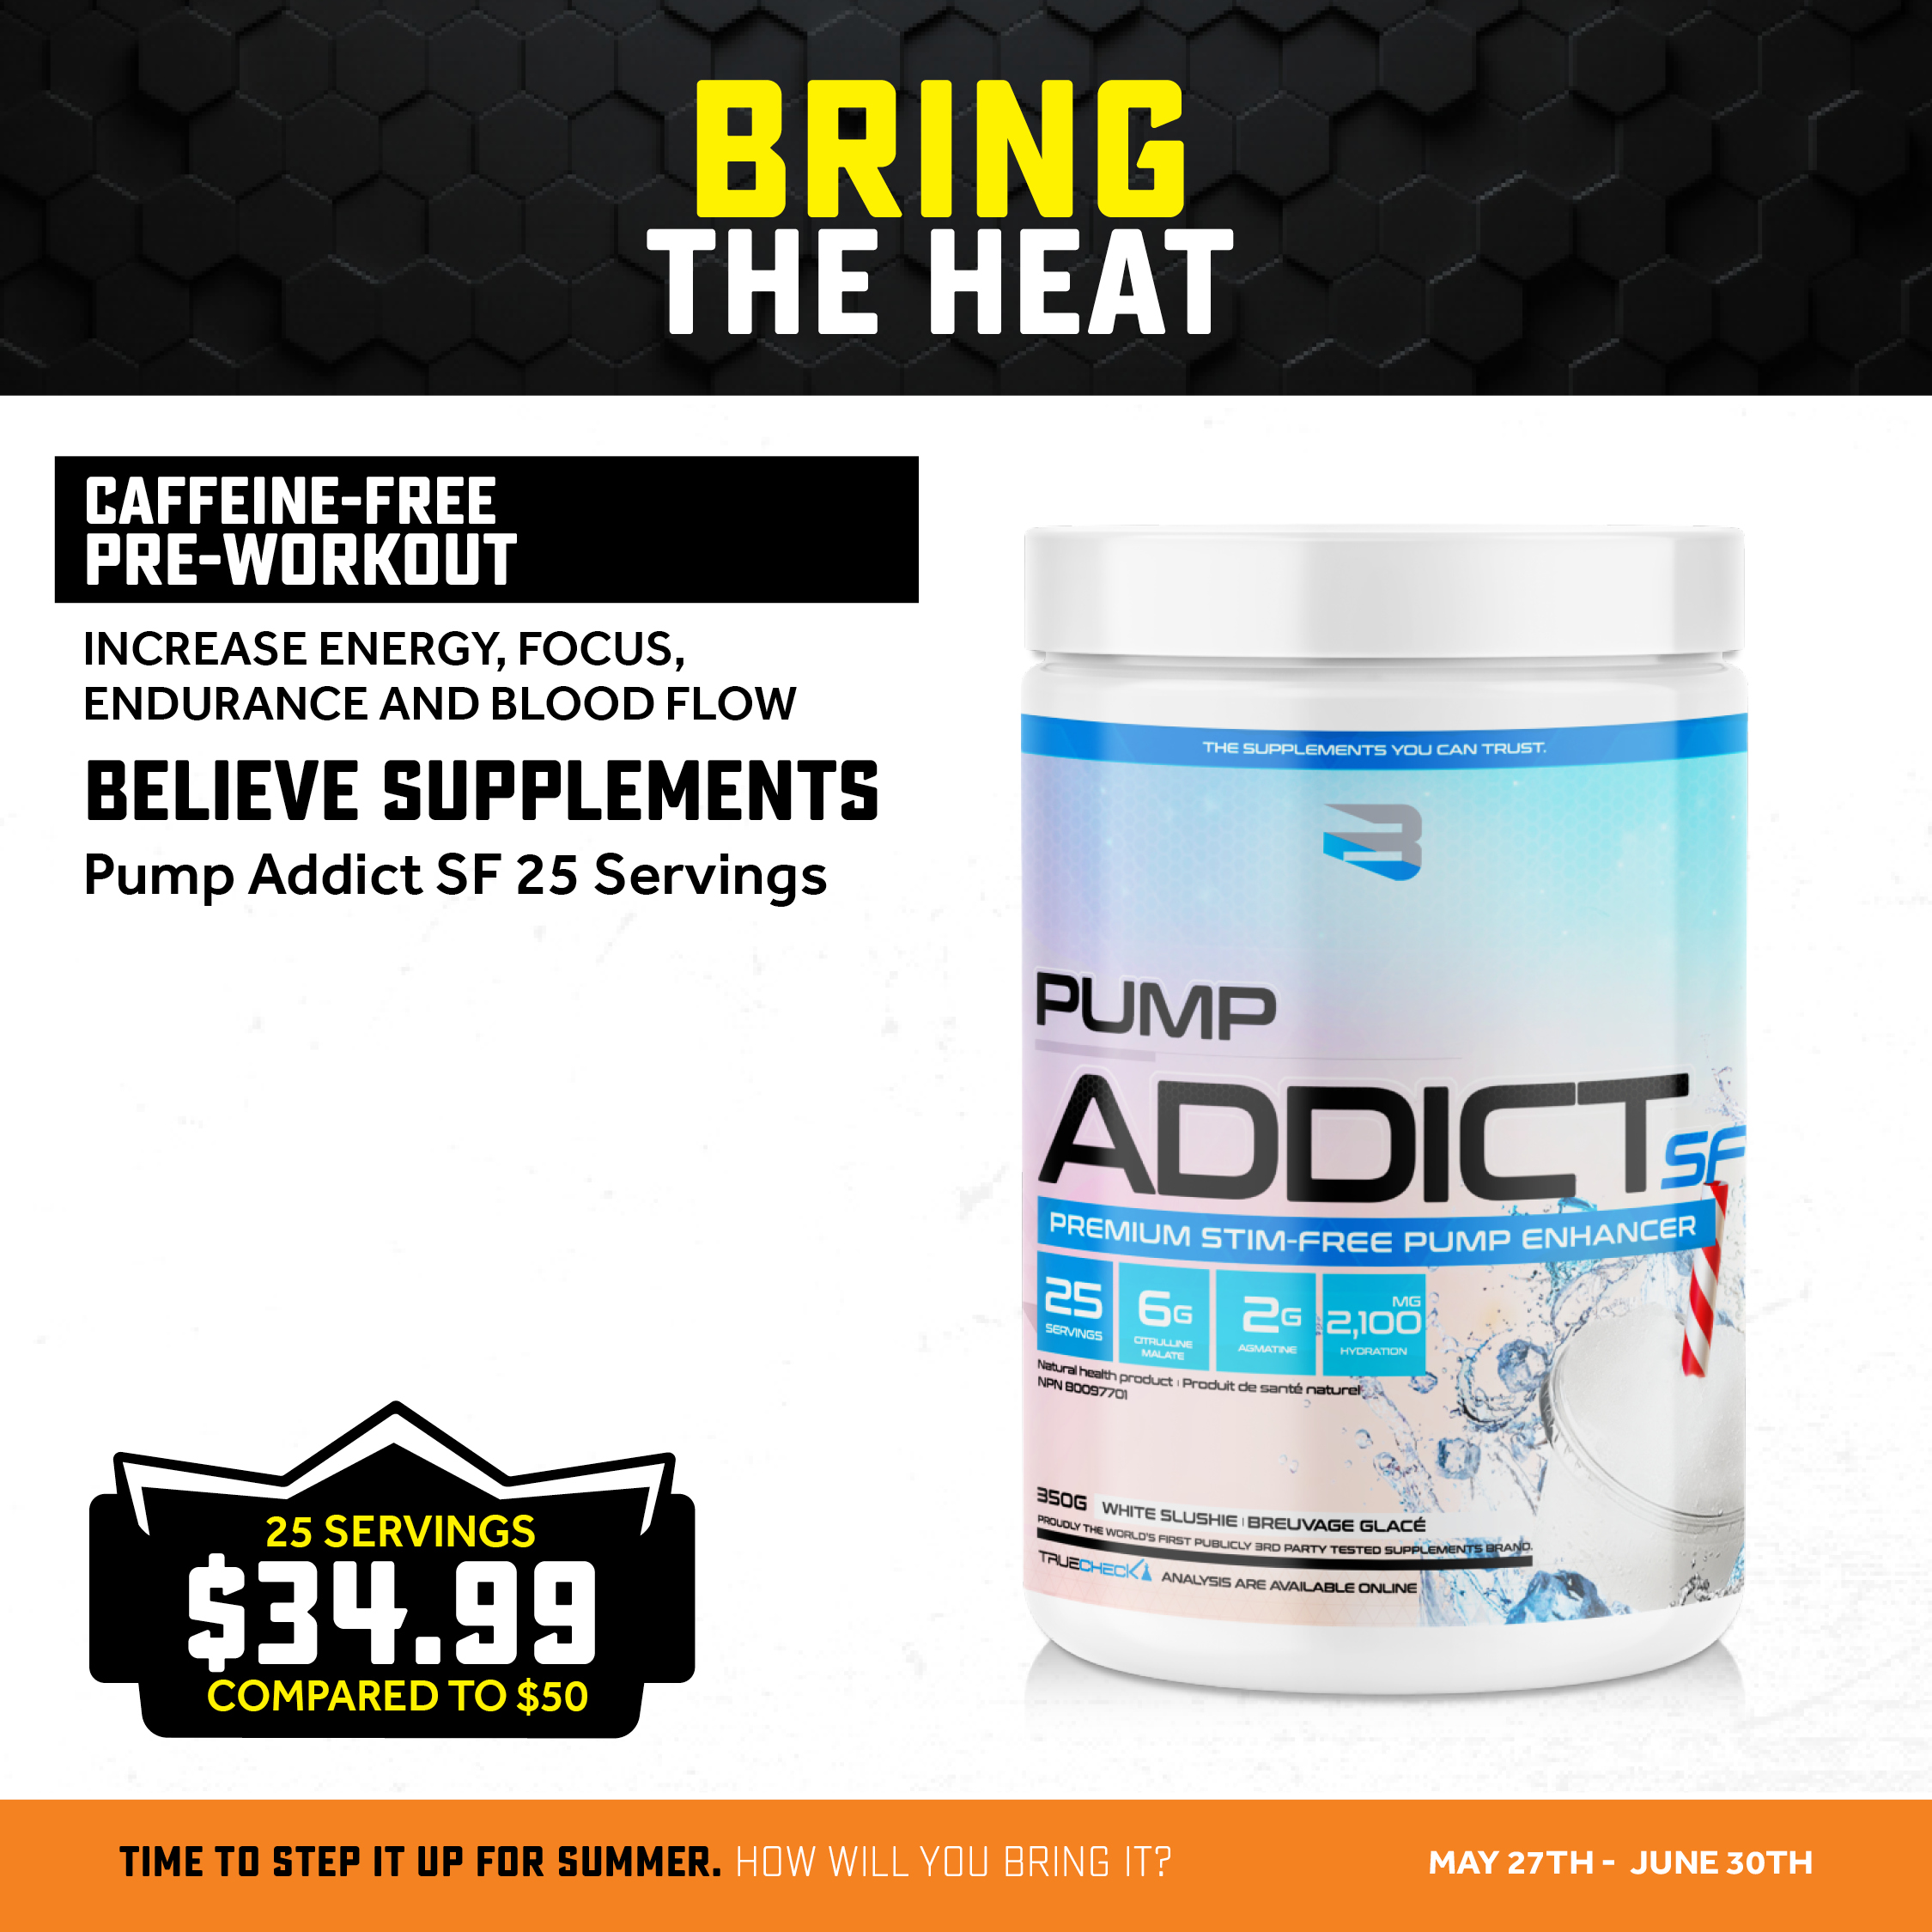 BRING
THE HEAT
CAFFEINE-FREE
PRE-WORKOUT
INCREASE ENERGY, FOCUS,
ENDURANCE AND BLOOD FLOW
BELIEVE SUPPLEMENTS
Pump Addict SF 25 Servings
THE SUPPLEMENTS YOU CAN TRUST.
PUMP
ADDICT SF
PREMIUM STIM-FREE PUMP ENHANCER
25
SERVINGS
6G
CITRULLINE
MALATE
2G
AGMATINE
MG
2,100
HYDRATION
Natural health product | Produit de santé naturel
NPN 80097701
350G WHITE SLUSHIE | BREUVAGE GLACÉ
PROUDLY THE WORLD'S FIRST PUBLICLY 3RD PARTY TESTED SUPPLEMENTS BRAND.
TRUECHECK ANALYSIS ARE AVAILABLE ONLINE
25 SERVINGS
$34.99
COMPARED TO $50
TIME TO STEP IT UP FOR SUMMER. HOW WILL YOU BRING IT?
MAY 27TH - JUNE 30TH